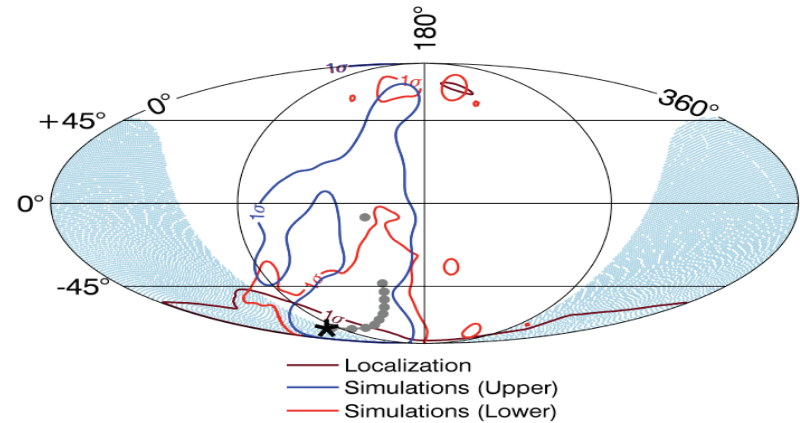 180°
1σ
1σ
0°
360°
+45°
0°
1σ
-45°
1σ
1σ
Localization
Simulations (Upper)
Simulations (Lower)